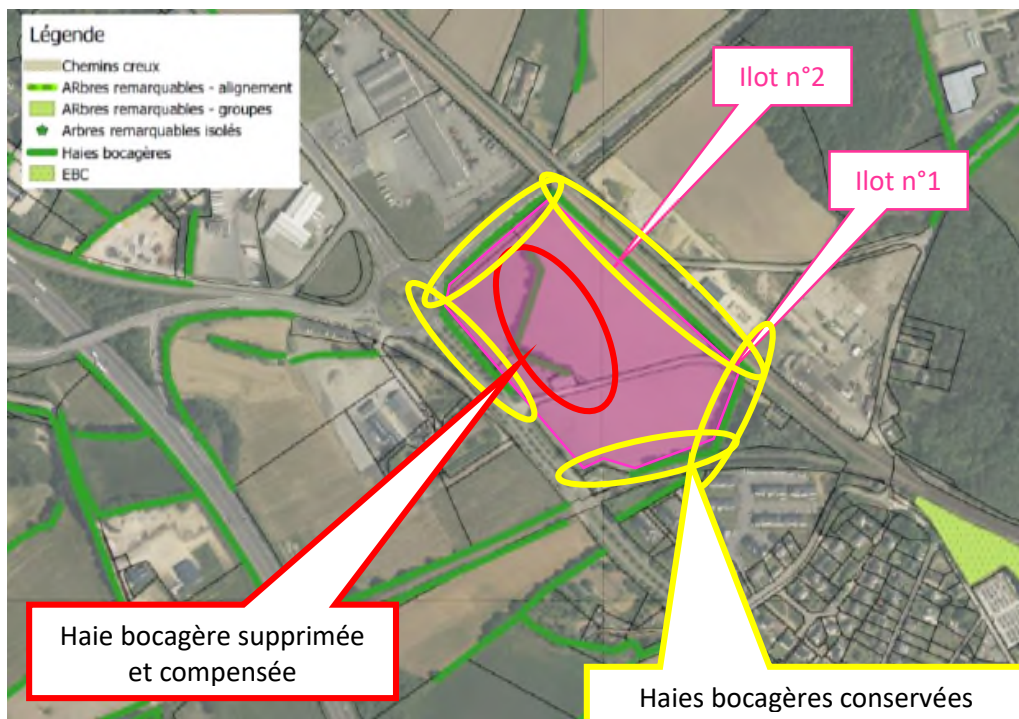 Légende
Chemins creux
ARbres remarquables - alignement
ARbres remarquables - groupes
Arbres remarquables isolés
Haies bocagères
EBC
Ilot n°2
Ilot n°1
Haie bocagère supprimée
et compensée
Haies bocagères conservées